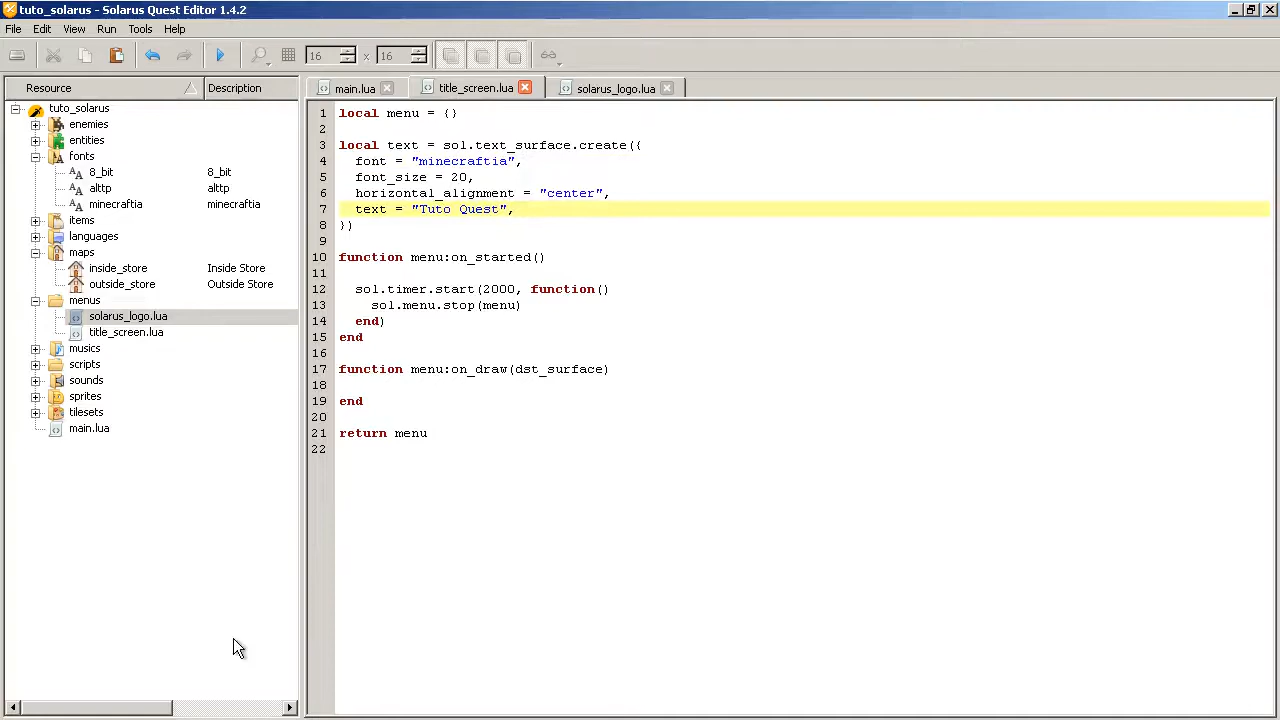 tuto_solarus - Solarus Quest Editor 1.4.2
File Edit View Run Tools Help
16 x 16
Resource Description
main.lua title_screen.lua solarus_logo.lua
tuto_solarus
enemies
entities
fonts
8_bit 8_bit
alttp alttp
minecraftia minecraftia
items
languages
maps
inside_store Inside Store
outside_store Outside Store
menus
solarus_logo.lua
title_screen.lua
musics
scripts
sounds
sprites
tilesets
main.lua
1 local menu = {}
2
3 local text = sol.text_surface.create({
4 font = "minecraftia",
5 font_size = 20,
6 horizontal_alignment = "center",
7 text = "Tuto Quest",
8 })
9
10 function menu:on_started()
11
12 sol.timer.start(2000, function()
13 sol.menu.stop(menu)
14 end)
15 end
16
17 function menu:on_draw(dst_surface)
18
19 end
20
21 return menu
22